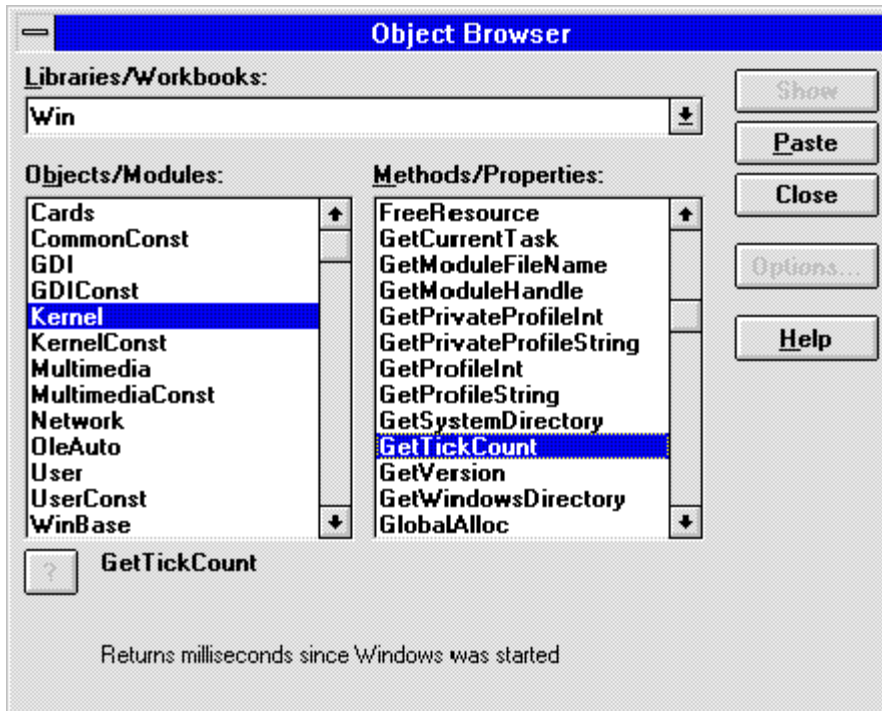 Object Browser
Libraries/Workbooks:
Win
Show
Paste
Close
Options...
Help
Objects/Modules:
Cards
CommonConst
GDI
GDIConst
Kernel
KernelConst
Multimedia
MultimediaConst
Network
OleAuto
User
UserConst
WinBase
Methods/Properties:
FreeResource
GetCurrentTask
GetModuleFileName
GetModuleHandle
GetPrivateProfileInt
GetPrivateProfileString
GetProfileInt
GetProfileString
GetSystemDirectory
GetTickCount
GetVersion
GetWindowsDirectory
GlobalAlloc
?
GetTickCount
Returns milliseconds since Windows was started